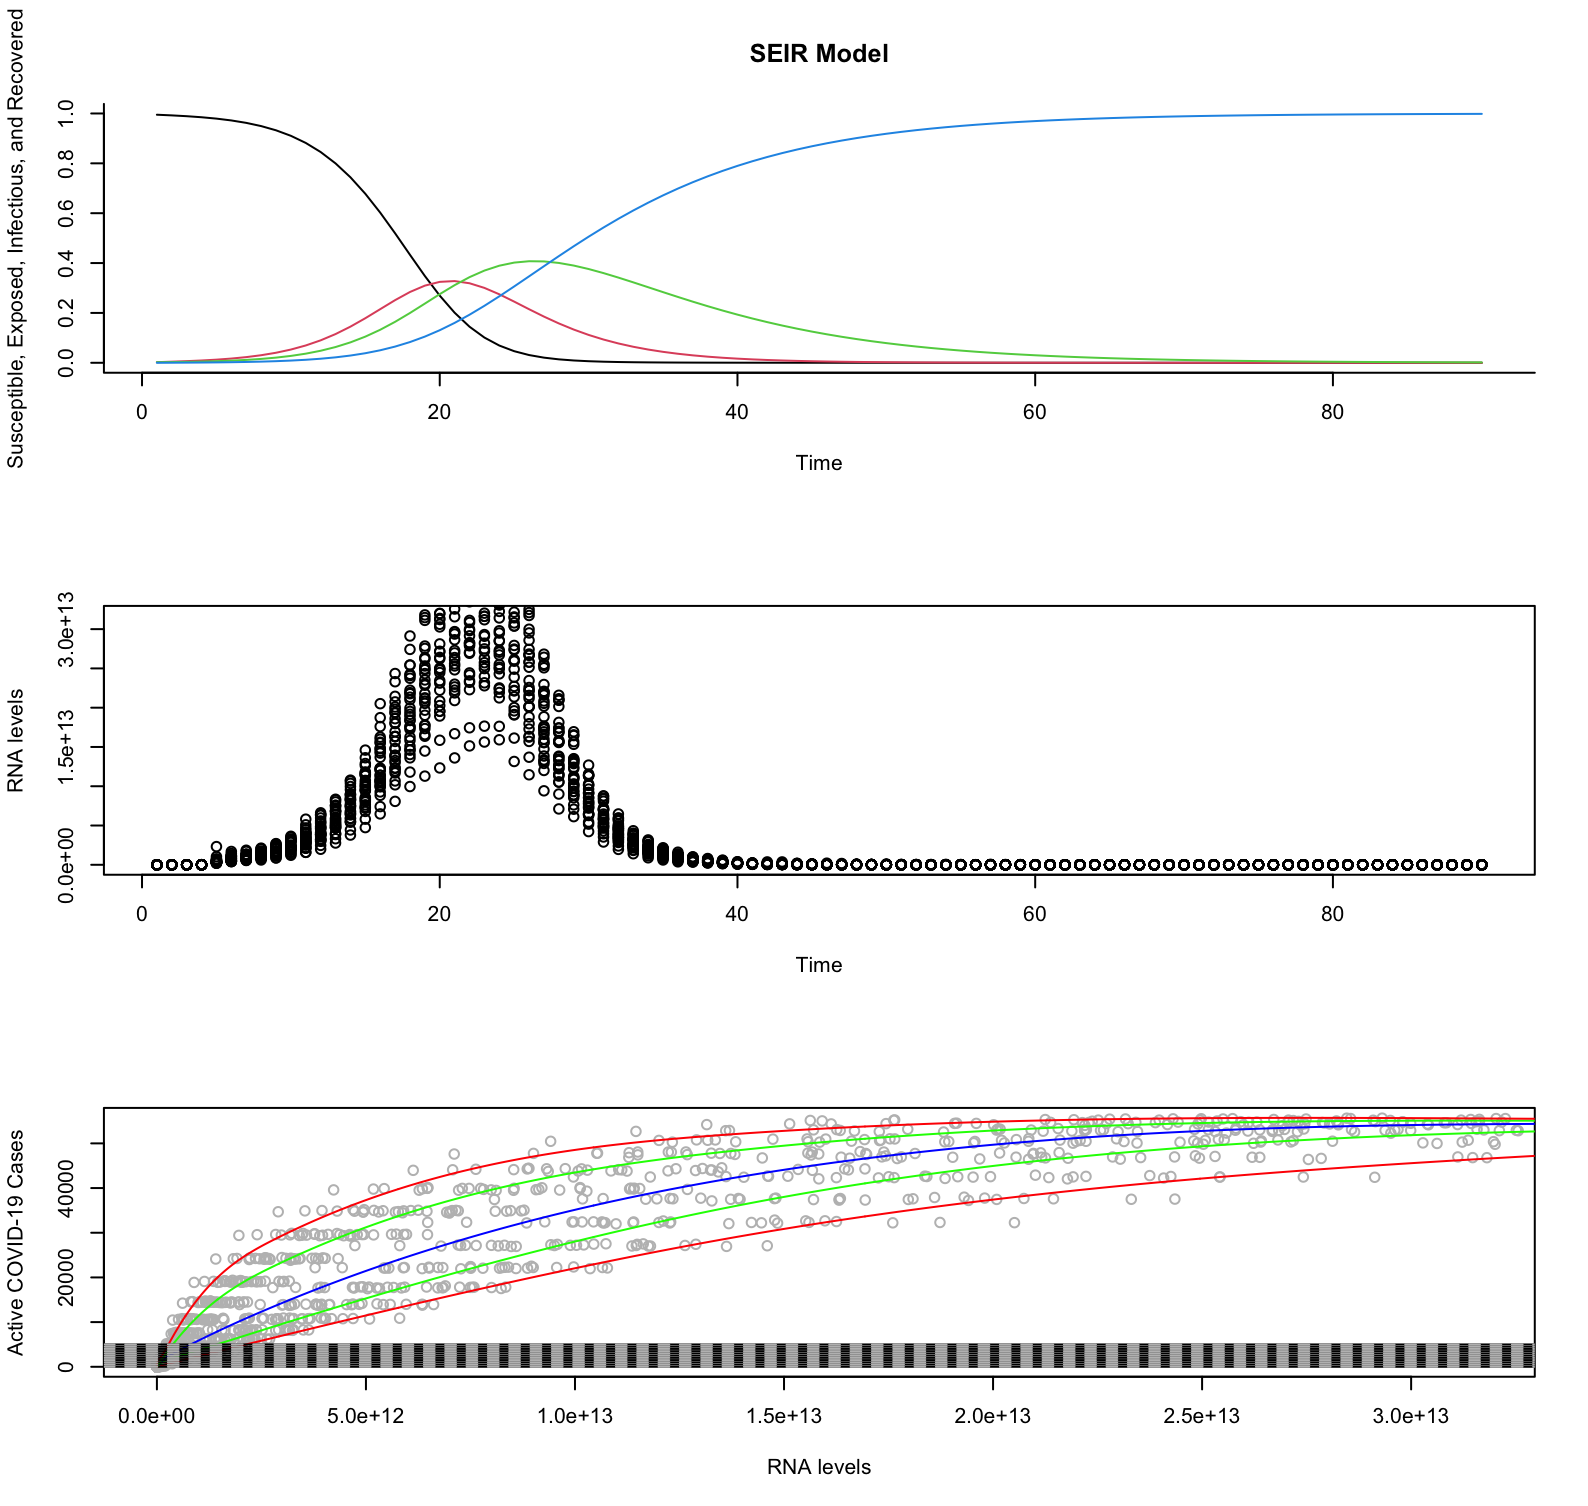 SEIR Model
Susceptible, Exposed, Infectious, and Recovered
0.0 0.2 0.4 0.6 0.8 1.0
0 20 40 60 80
Time
RNA levels
0.0e+00 1.5e+13 3.0e+13
0 20 40 60 80
Time
Active COVID-19 Cases
0 20000 40000
0.0e+00 5.0e+12 1.0e+13 1.5e+13 2.0e+13 2.5e+13 3.0e+13
RNA levels